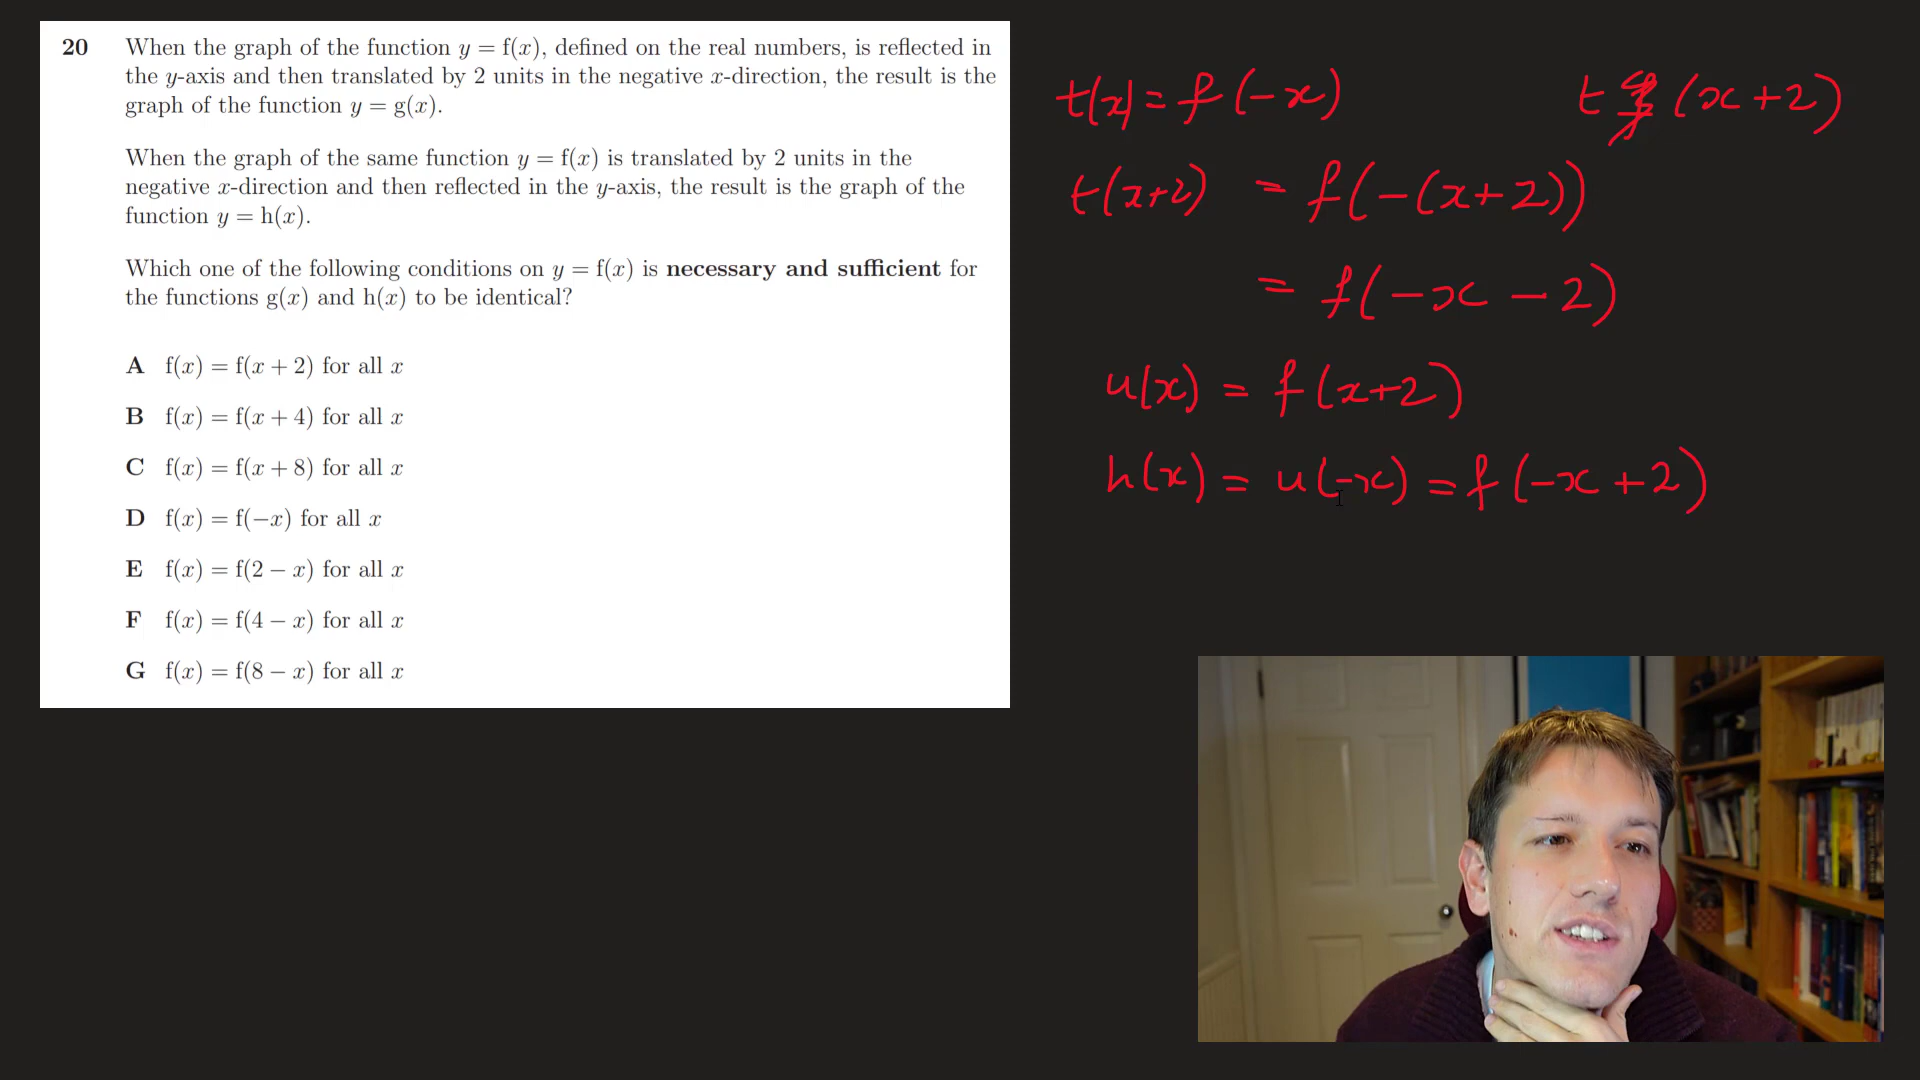 20 When the graph of the function y = f(x), defined on the real numbers, is reflected in
the y-axis and then translated by 2 units in the negative x-direction, the result is the
graph of the function y = g(x).
When the graph of the same function y = f(x) is translated by 2 units in the
negative x-direction and then reflected in the y-axis, the result is the graph of the
function y = h(x).
Which one of the following conditions on y = f(x) is necessary and sufficient for
the functions g(x) and h(x) to be identical?
A f(x) = f(x + 2) for all x
B f(x) = f(x + 4) for all x
C f(x) = f(x + 8) for all x
D f(x) = f(−x) for all x
E f(x) = f(2 − x) for all x
F f(x) = f(4 − x) for all x
G f(x) = f(8 − x) for all x
t(x) = f(-x)
t (x+2)
t(x+2) = f(-(x+2))
= f(-x-2)
u(x) = f(x+2)
h(x) = u(-x) = f(-x+2)